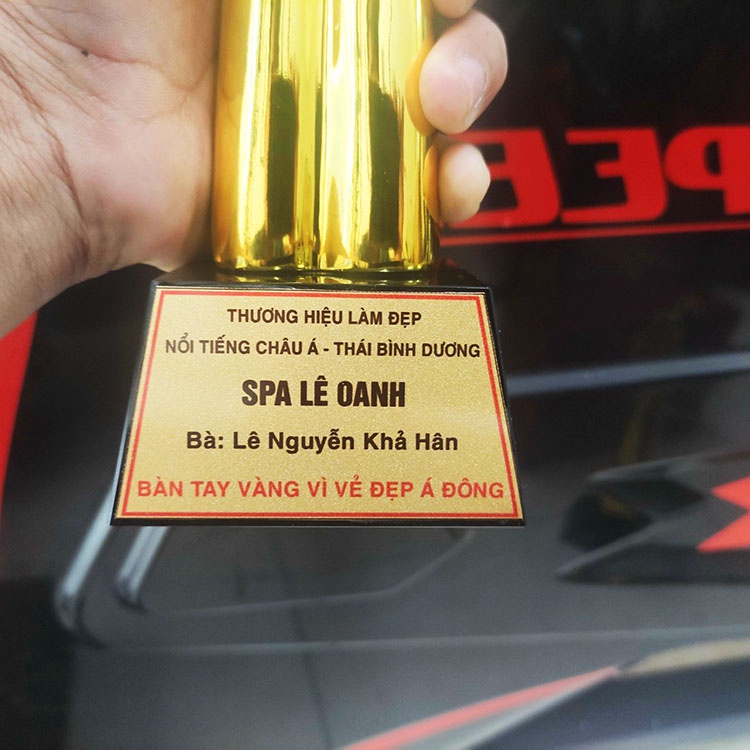 THƯƠNG HIỆU LÀM ĐẸP
NỔI TIẾNG CHÂU Á - THÁI BÌNH DƯƠNG
SPA LÊ OANH
Bà: Lê Nguyễn Khả Hân
BÀN TAY VÀNG VÌ VẺ ĐẸP Á ĐÔNG